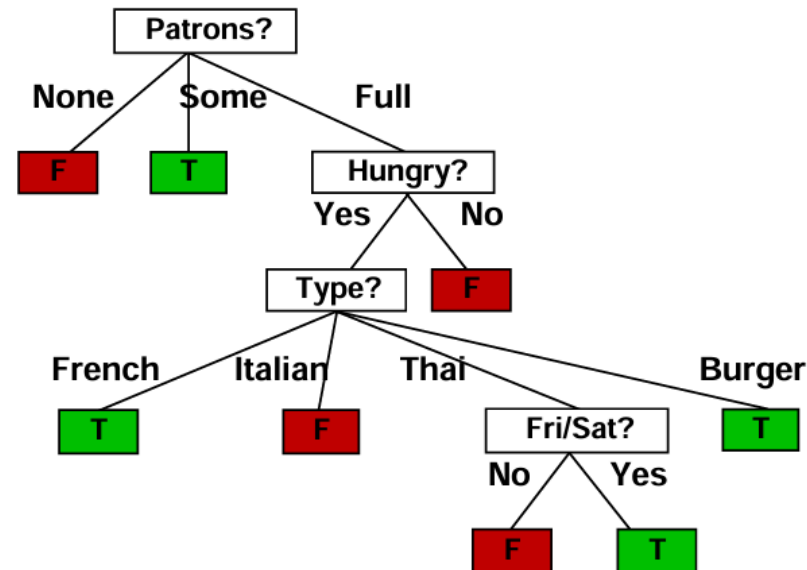 Patrons?
None Some Full
F T Hungry?
Yes No
Type? F
French Italian Thai Burger
T F Fri/Sat? T
No Yes
F T